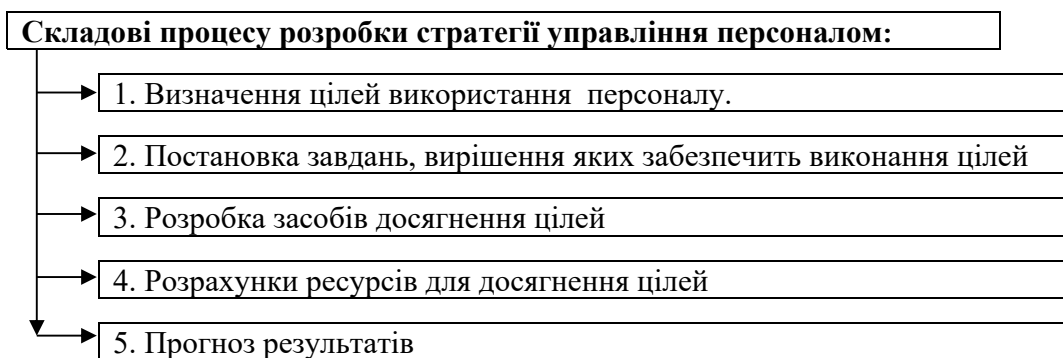 Складові процесу розробки стратегії управління персоналом:
1. Визначення цілей використання персоналу.
2. Постановка завдань, вирішення яких забезпечить виконання цілей
3. Розробка засобів досягнення цілей
4. Розрахунки ресурсів для досягнення цілей
5. Прогноз результатів